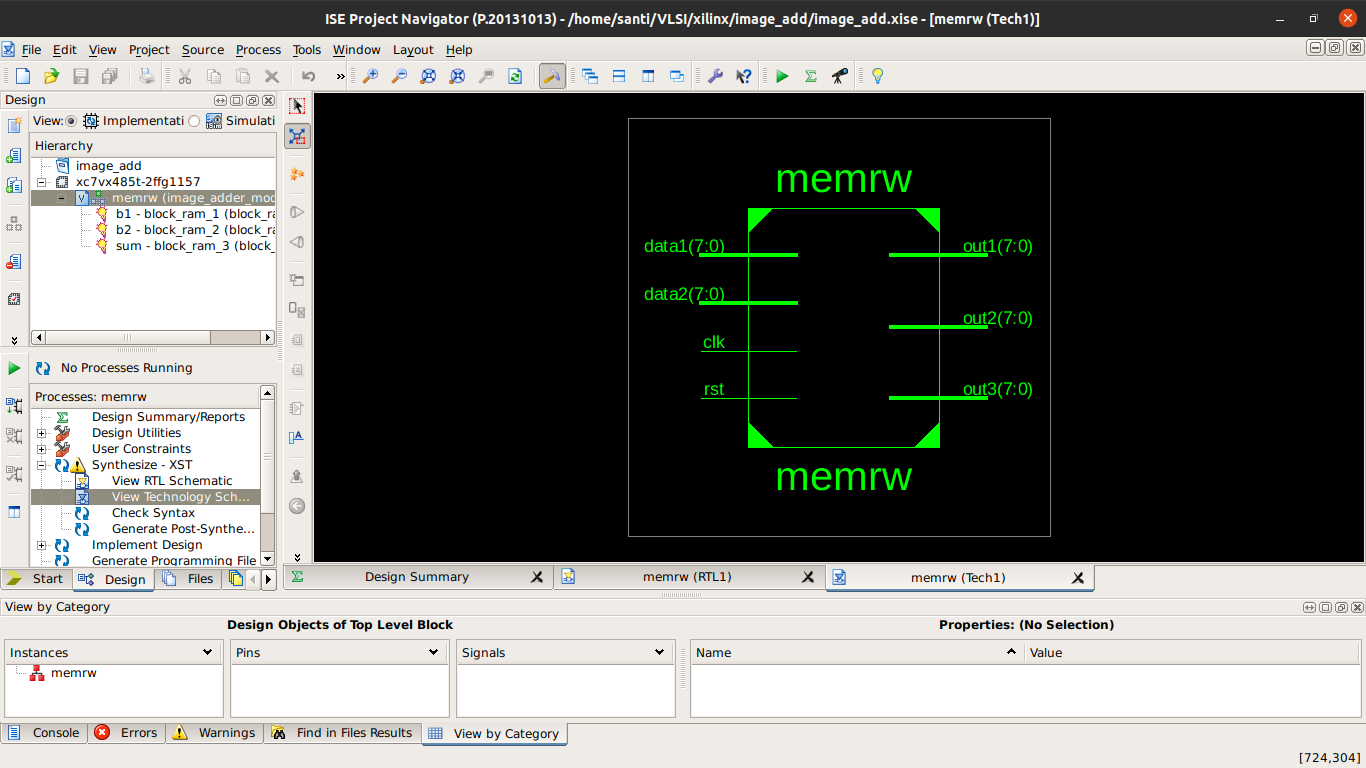 ISE Project Navigator (P.20131013) - /home/santi/VLSI/xilinx/image_add/image_add.xise - [memrw (Tech1)]
File Edit View Project Source Process Tools Window Layout Help
Design
View: Implementati Simulati
Hierarchy
image_add
xc7vx485t-2ffg1157
memrw (image_adder_mod
b1 - block_ram_1 (block_ra
b2 - block_ram_2 (block_ra
sum - block_ram_3 (block_
No Processes Running
Processes: memrw
Design Summary/Reports
Design Utilities
User Constraints
Synthesize - XST
View RTL Schematic
View Technology Sch...
Check Syntax
Generate Post-Synthe...
Implement Design
Generate Programming File
Start Design Files
memrw
data1(7:0) out1(7:0)
data2(7:0)
out2(7:0)
clk
rst out3(7:0)
memrw
Design Summary memrw (RTL1) memrw (Tech1)
View by Category
Design Objects of Top Level Block Properties: (No Selection)
Instances Pins Signals Name Value
memrw
Console Errors Warnings Find in Files Results View by Category
[724,304]